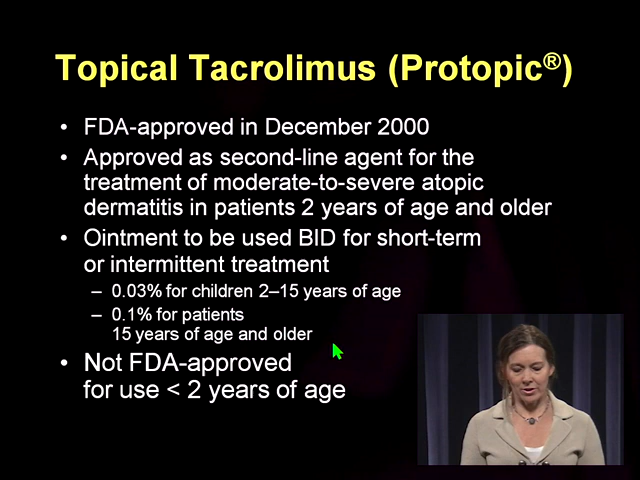 Topical Tacrolimus (Protopic®)
• FDA-approved in December 2000
• Approved as second-line agent for the
treatment of moderate-to-severe atopic
dermatitis in patients 2 years of age and older
• Ointment to be used BID for short-term
or intermittent treatment
– 0.03% for children 2–15 years of age
– 0.1% for patients
15 years of age and older
• Not FDA-approved
for use < 2 years of age